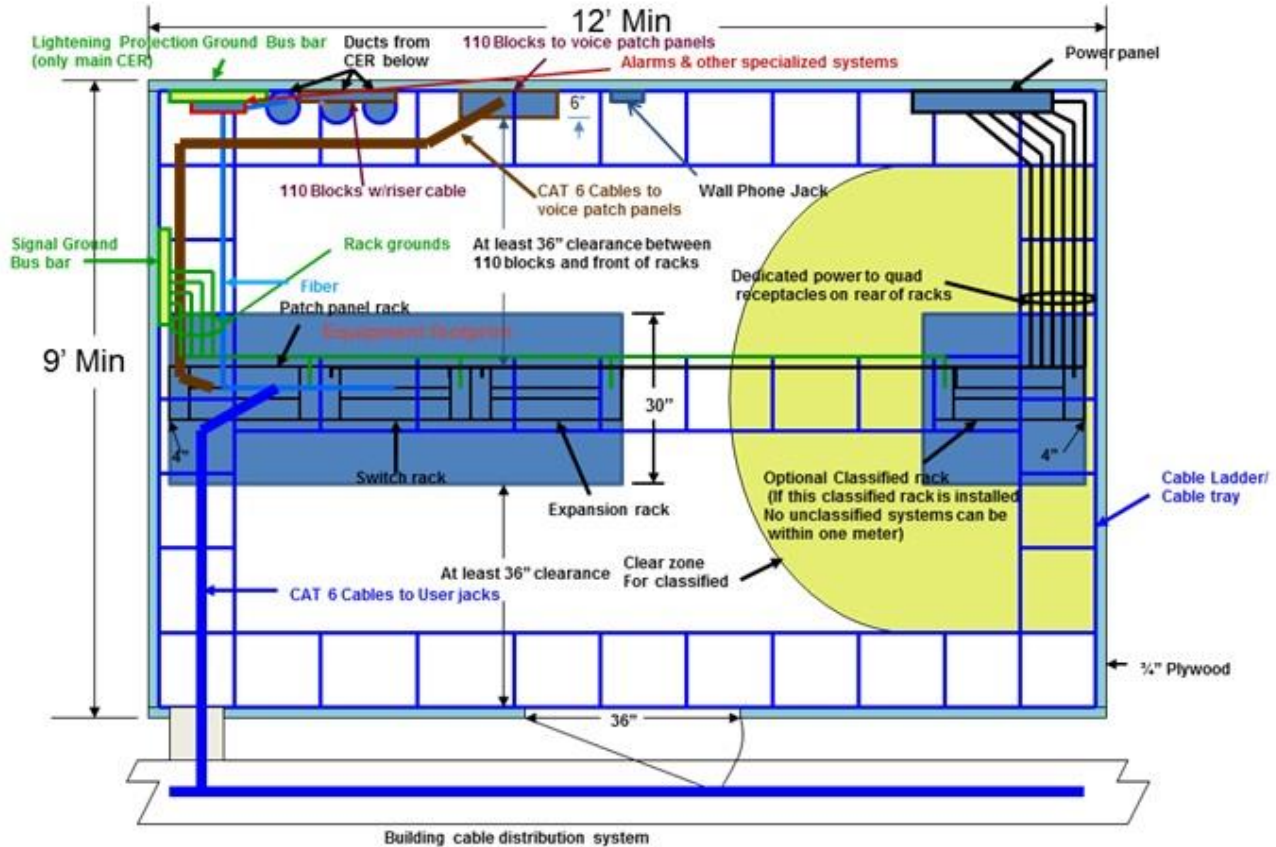 12' Min
Lightening Protection Ground Bus bar
(only main CER)
Ducts from
CER below
110 Blocks to voice patch panels
Alarms & other specialized systems
Power panel
6"
110 Blocks w/riser cable
CAT 6 Cables to
voice patch panels
Wall Phone Jack
Signal Ground
Bus bar
Rack grounds
At least 36" clearance between
110 blocks and front of racks
Fiber
Dedicated power to quad
receptacles on rear of racks
Patch panel rack
Equipment footprint
9' Min
30"
4"
4"
Switch rack
Optional Classified rack
(If this classified rack is installed
No unclassified systems can be
within one meter)
Cable Ladder/
Cable tray
Expansion rack
Clear zone
For classified
At least 36" clearance
CAT 6 Cables to User jacks
¾" Plywood
36"
Building cable distribution system